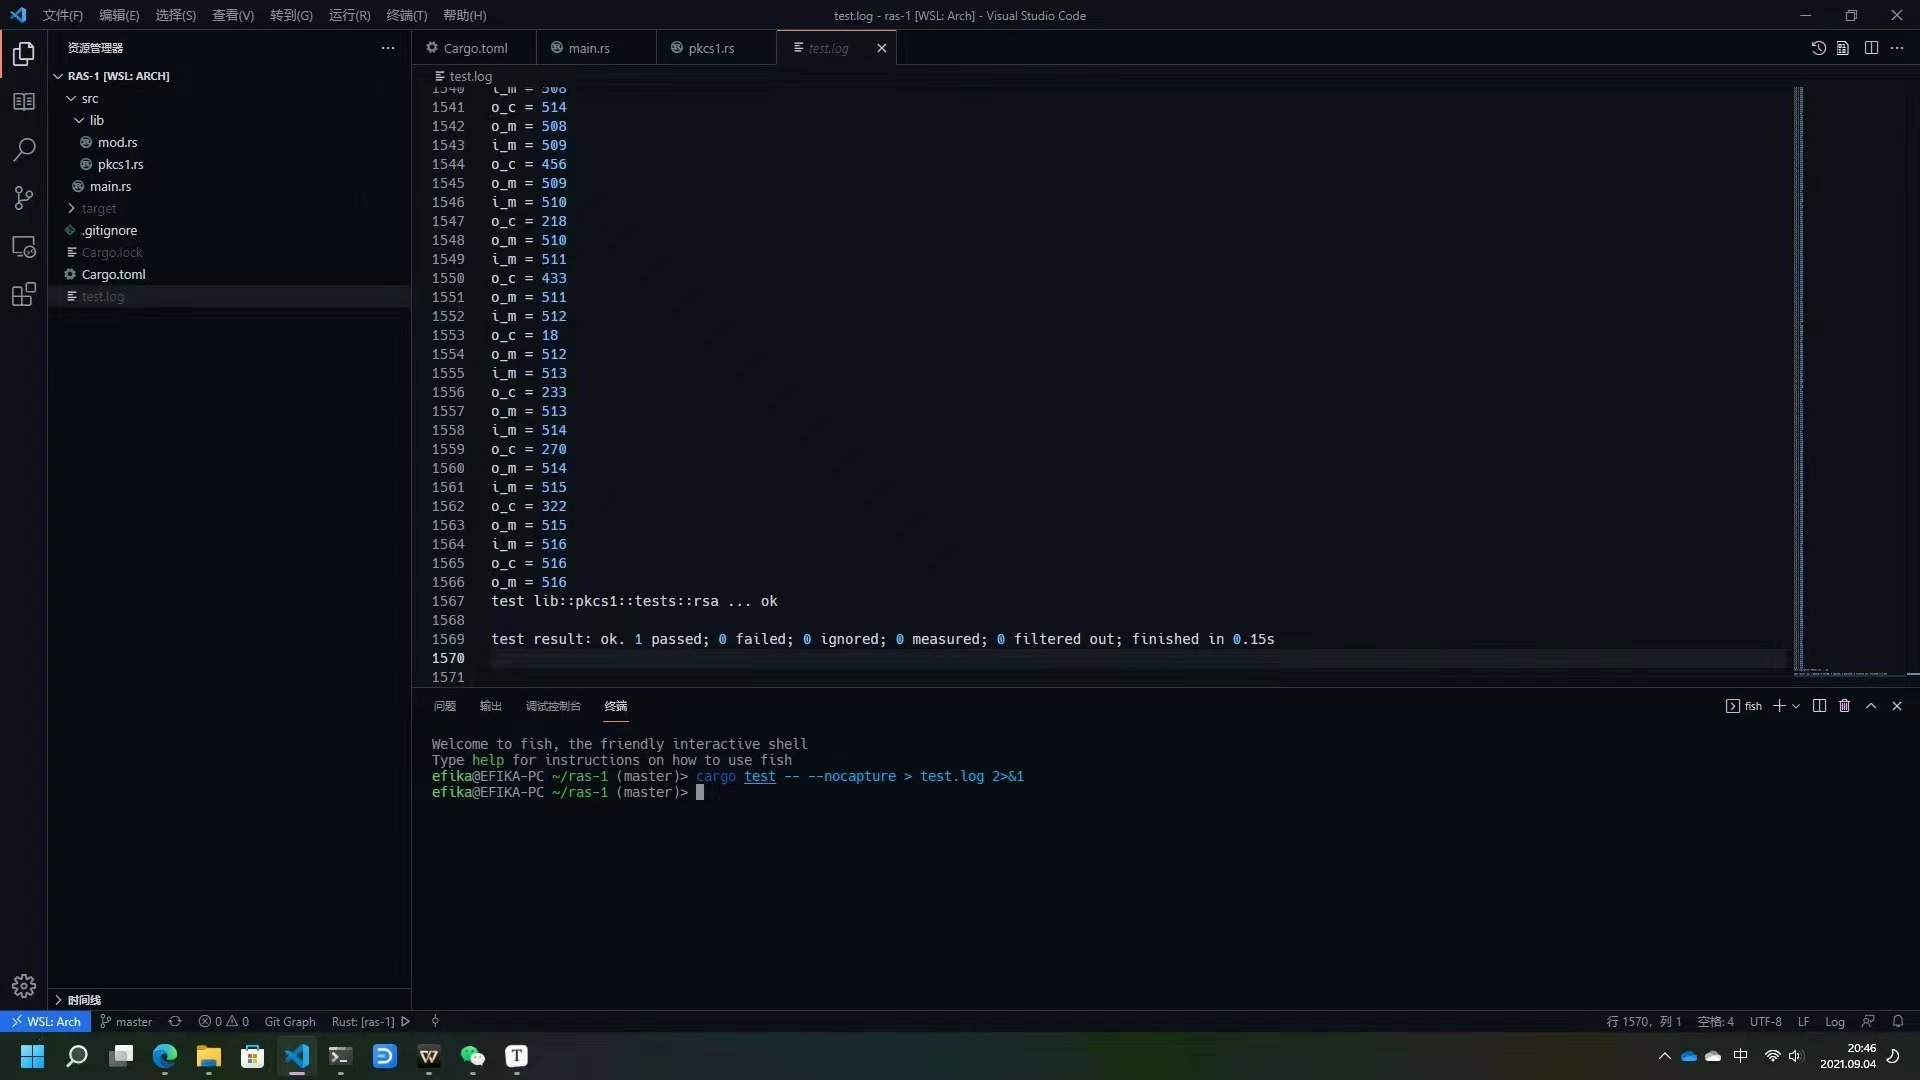 文件(F) 编辑(E) 选择(S) 查看(V) 转到(G) 运行(R) 终端(T) 帮助(H) test.log - ras-1 [WSL: Arch] - Visual Studio Code
资源管理器
RAS-1 [WSL: ARCH]
src
lib
mod.rs
pkcs1.rs
main.rs
target
.gitignore
Cargo.lock
Cargo.toml
test.log
时间线
Cargo.toml main.rs pkcs1.rs test.log
test.log
1540 i_m = 508
1541 o_c = 514
1542 o_m = 508
1543 i_m = 509
1544 o_c = 456
1545 o_m = 509
1546 i_m = 510
1547 o_c = 218
1548 o_m = 510
1549 i_m = 511
1550 o_c = 433
1551 o_m = 511
1552 i_m = 512
1553 o_c = 18
1554 o_m = 512
1555 i_m = 513
1556 o_c = 233
1557 o_m = 513
1558 i_m = 514
1559 o_c = 270
1560 o_m = 514
1561 i_m = 515
1562 o_c = 322
1563 o_m = 515
1564 i_m = 516
1565 o_c = 516
1566 o_m = 516
1567 test lib::pkcs1::tests::rsa ... ok
1568
1569 test result: ok. 1 passed; 0 failed; 0 ignored; 0 measured; 0 filtered out; finished in 0.15s
1570
1571
问题 输出 调试控制台 终端 fish
Welcome to fish, the friendly interactive shell
Type help for instructions on how to use fish
efika@EFIKA-PC ~/ras-1 (master)> cargo test -- --nocapture > test.log 2>&1
efika@EFIKA-PC ~/ras-1 (master)>
WSL: Arch master 0 0 Git Graph Rust: [ras-1] 行 1570，列 1 空格: 4 UTF-8 LF Log
中 20:46
2021.09.04